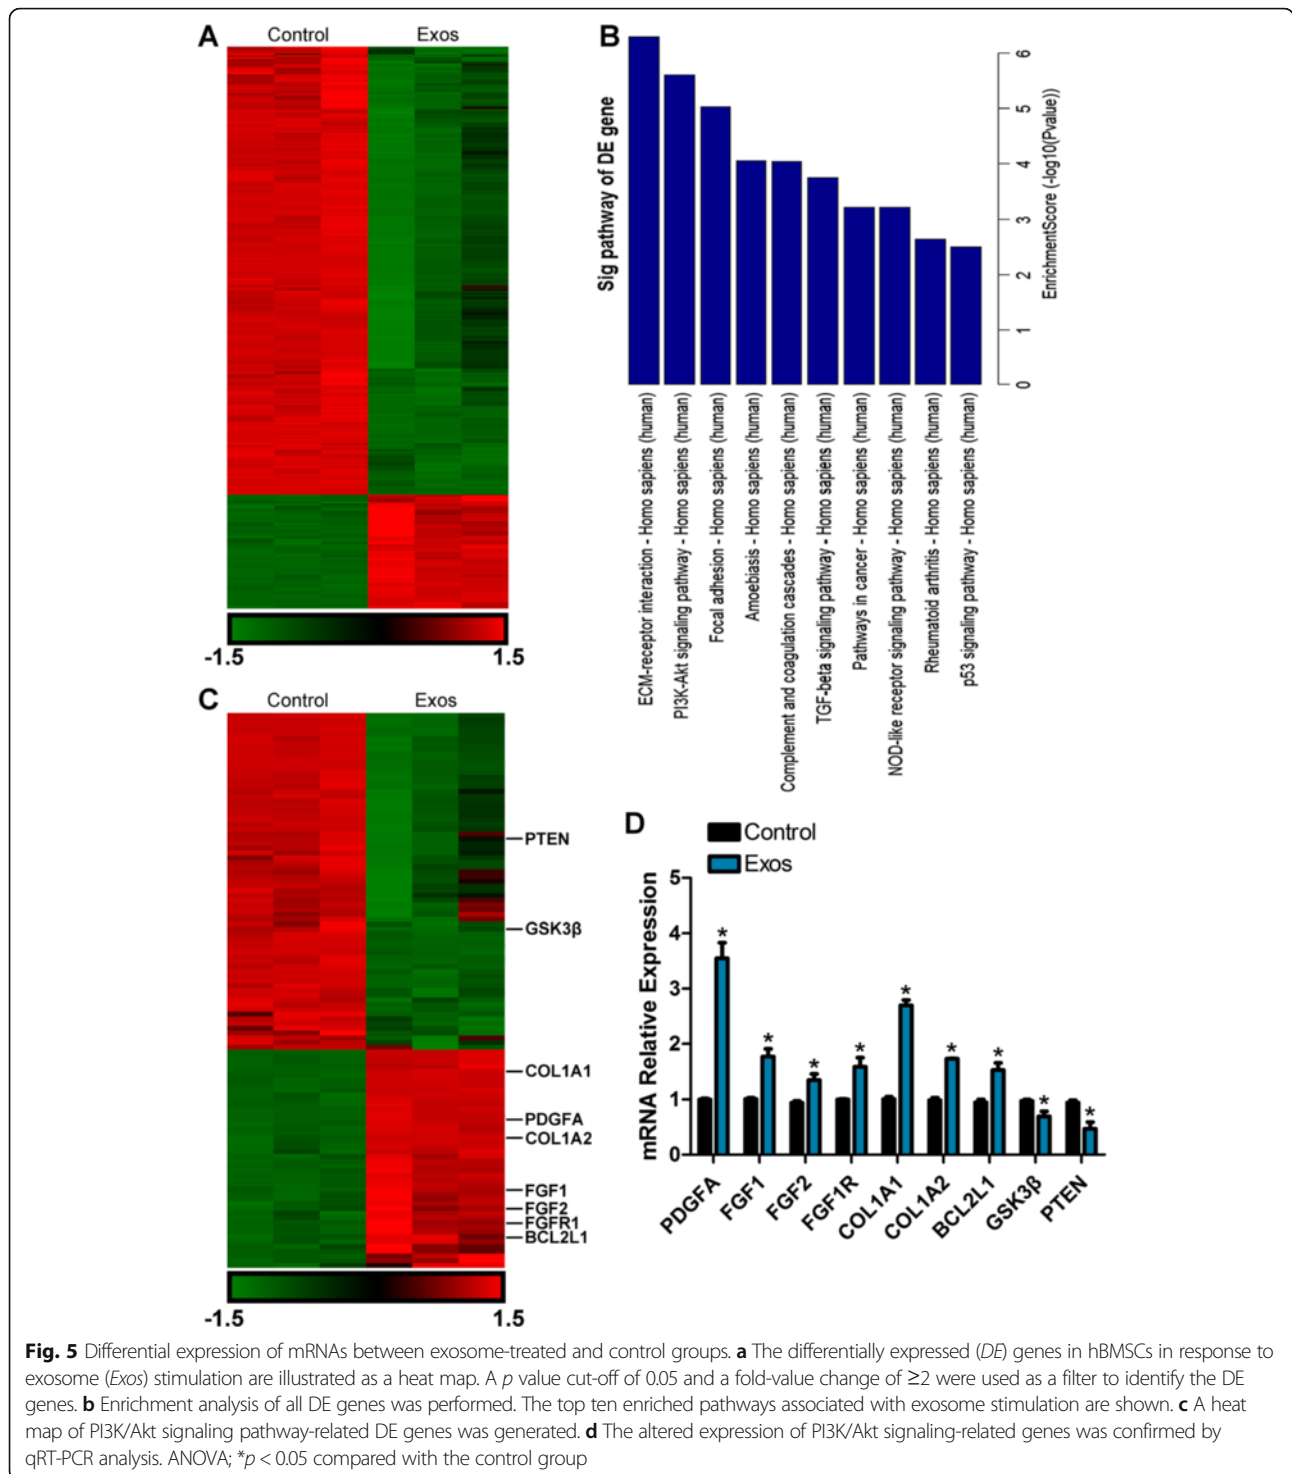 A
Control
Exos
-1.5
1.5
B
Sig pathway of DE gene
0
1
2
3
4
5
6
EnrichmentScore (-log10(Pvalue))
ECM-receptor interaction - Homo sapiens (human)
PI3K-Akt signaling pathway - Homo sapiens (human)
Focal adhesion - Homo sapiens (human)
Amoebiasis - Homo sapiens (human)
Complement and coagulation cascades - Homo sapiens (human)
TGF-beta signaling pathway - Homo sapiens (human)
Pathways in cancer - Homo sapiens (human)
NOD-like receptor signaling pathway - Homo sapiens (human)
Rheumatoid arthritis - Homo sapiens (human)
p53 signaling pathway - Homo sapiens (human)
C
Control
Exos
PTEN
GSK3β
COL1A1
PDGFA
COL1A2
FGF1
FGF2
FGFR1
BCL2L1
-1.5
1.5
D
Control
Exos
mRNA Relative Expression
5
4
3
2
1
0
* * * * * * * * *
PDGFA
FGF1
FGF2
FGF1R
COL1A1
COL1A2
BCL2L1
GSK3β
PTEN
Fig. 5 Differential expression of mRNAs between exosome-treated and control groups. a The differentially expressed (DE) genes in hBMSCs in response to
exosome (Exos) stimulation are illustrated as a heat map. A p value cut-off of 0.05 and a fold-value change of ≥2 were used as a filter to identify the DE
genes. b Enrichment analysis of all DE genes was performed. The top ten enriched pathways associated with exosome stimulation are shown. c A heat
map of PI3K/Akt signaling pathway-related DE genes was generated. d The altered expression of PI3K/Akt signaling-related genes was confirmed by
qRT-PCR analysis. ANOVA; *p < 0.05 compared with the control group